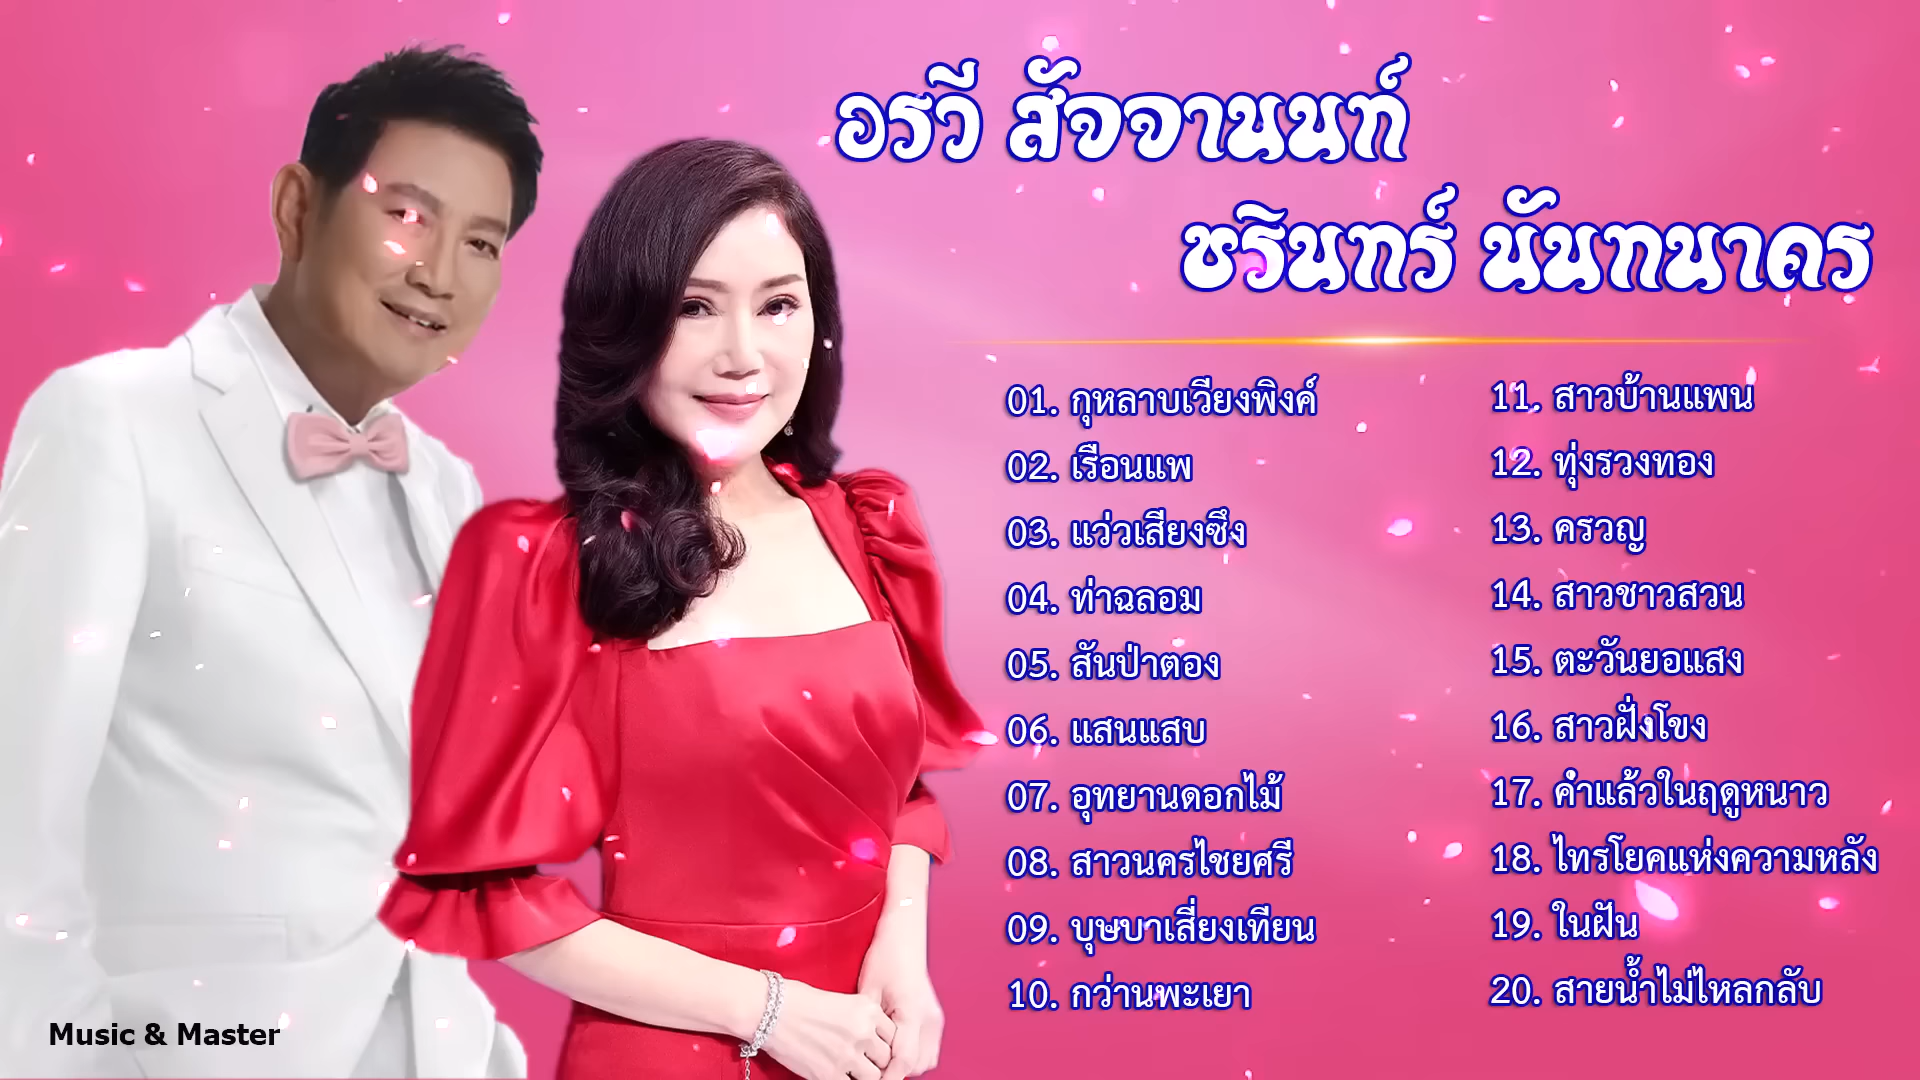 อรวี สัจจานนท์
ชรินทร์ นันทนาคร
01. กุหลาบเวียงพิงค์
02. เรือนแพ
03. แว่วเสียงซึง
04. ท่าฉลอม
05. สันป่าตอง
06. แสนแสบ
07. อุทยานดอกไม้
08. สาวนครไชยศรี
09. บุษบาเสี่ยงเทียน
10. กว่านพะเยา
11. สาวบ้านแพน
12. ทุ่งรวงทอง
13. ครวญ
14. สาวชาวสวน
15. ตะวันยอแสง
16. สาวฝั่งโขง
17. คำแล้วในฤดูหนาว
18. ไทรโยคแห่งความหลัง
19. ในฝัน
20. สายน้ำไม่ไหลกลับ
Music & Master